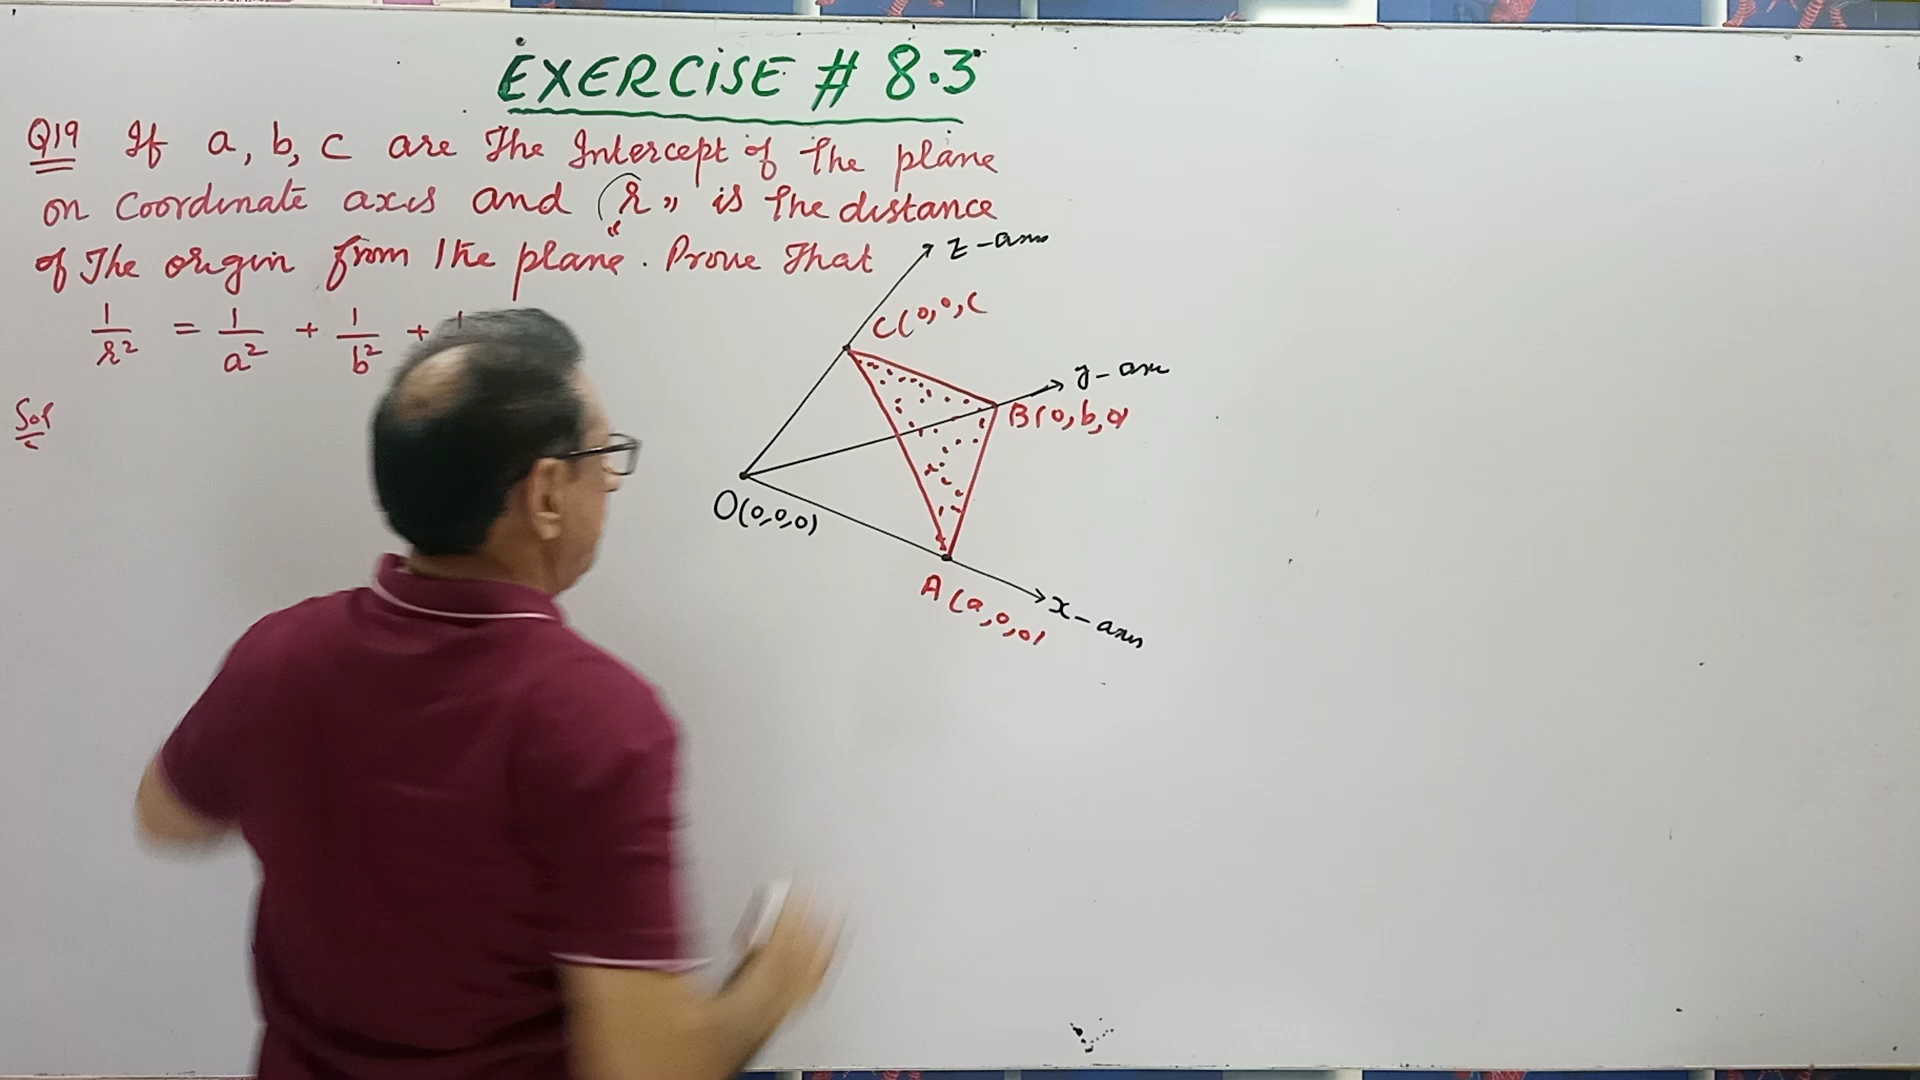 EXERCiSE # 8.3
Q19 If a, b, c are The Intercept of The plane
on Coordinate axis and "r" is The distance
of The origin from The plane. Prove That
1/r² = 1/a² + 1/b² + 1
Sol
z-axis
C(0,0,C
y-axis
B(0,b,0)
O(0,0,0)
A(a,0,0)
x-axis